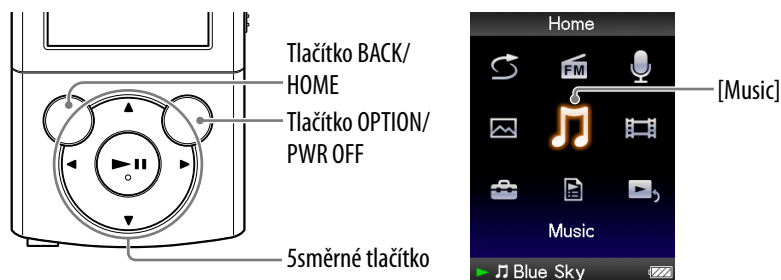 Tlačítko BACK/
HOME
Tlačítko OPTION/
PWR OFF
5směrné tlačítko
Home
FM
[Music]
Music
Blue Sky